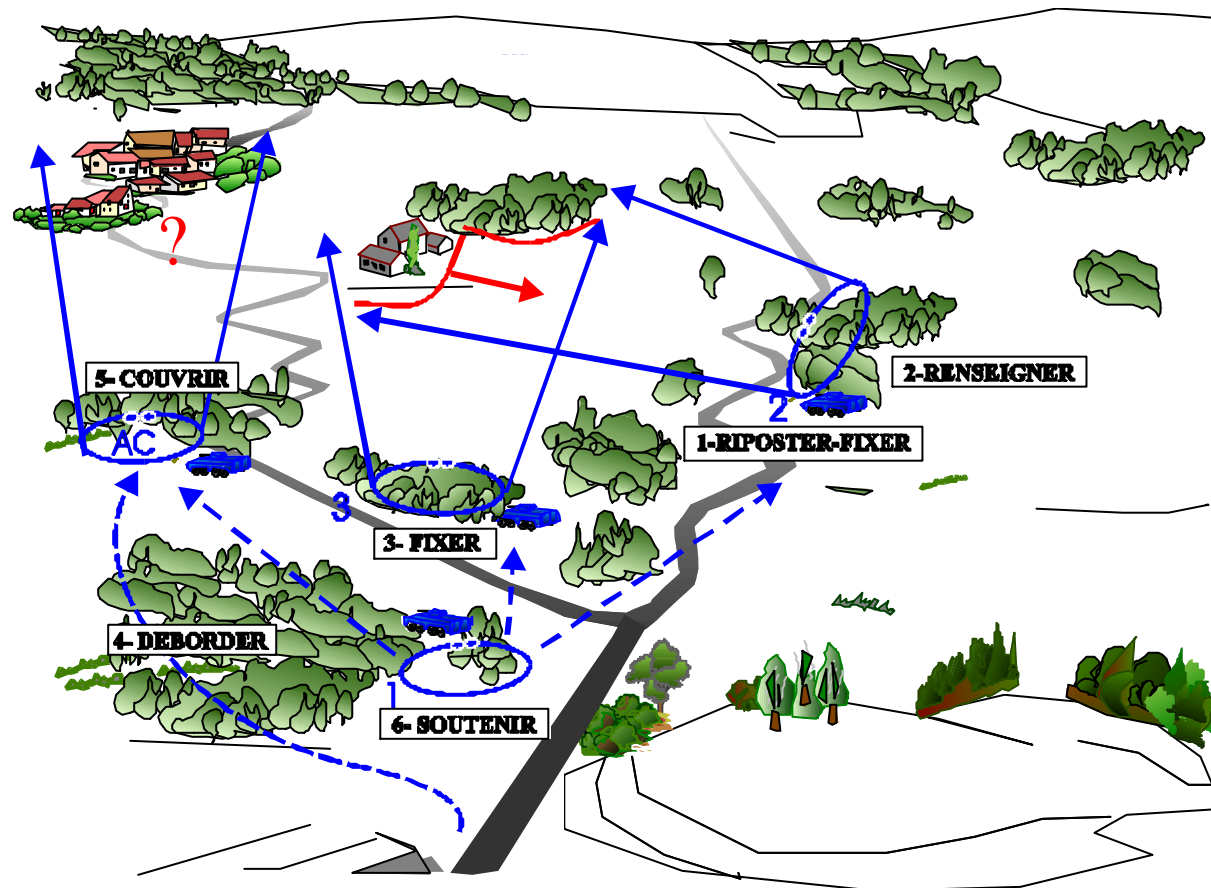 ?
5- COUVRIR
2-RENSEIGNER
2
1-RIPOSTER-FIXER
AC
3
3- FIXER
4- DEBORDER
1
6- SOUTENIR